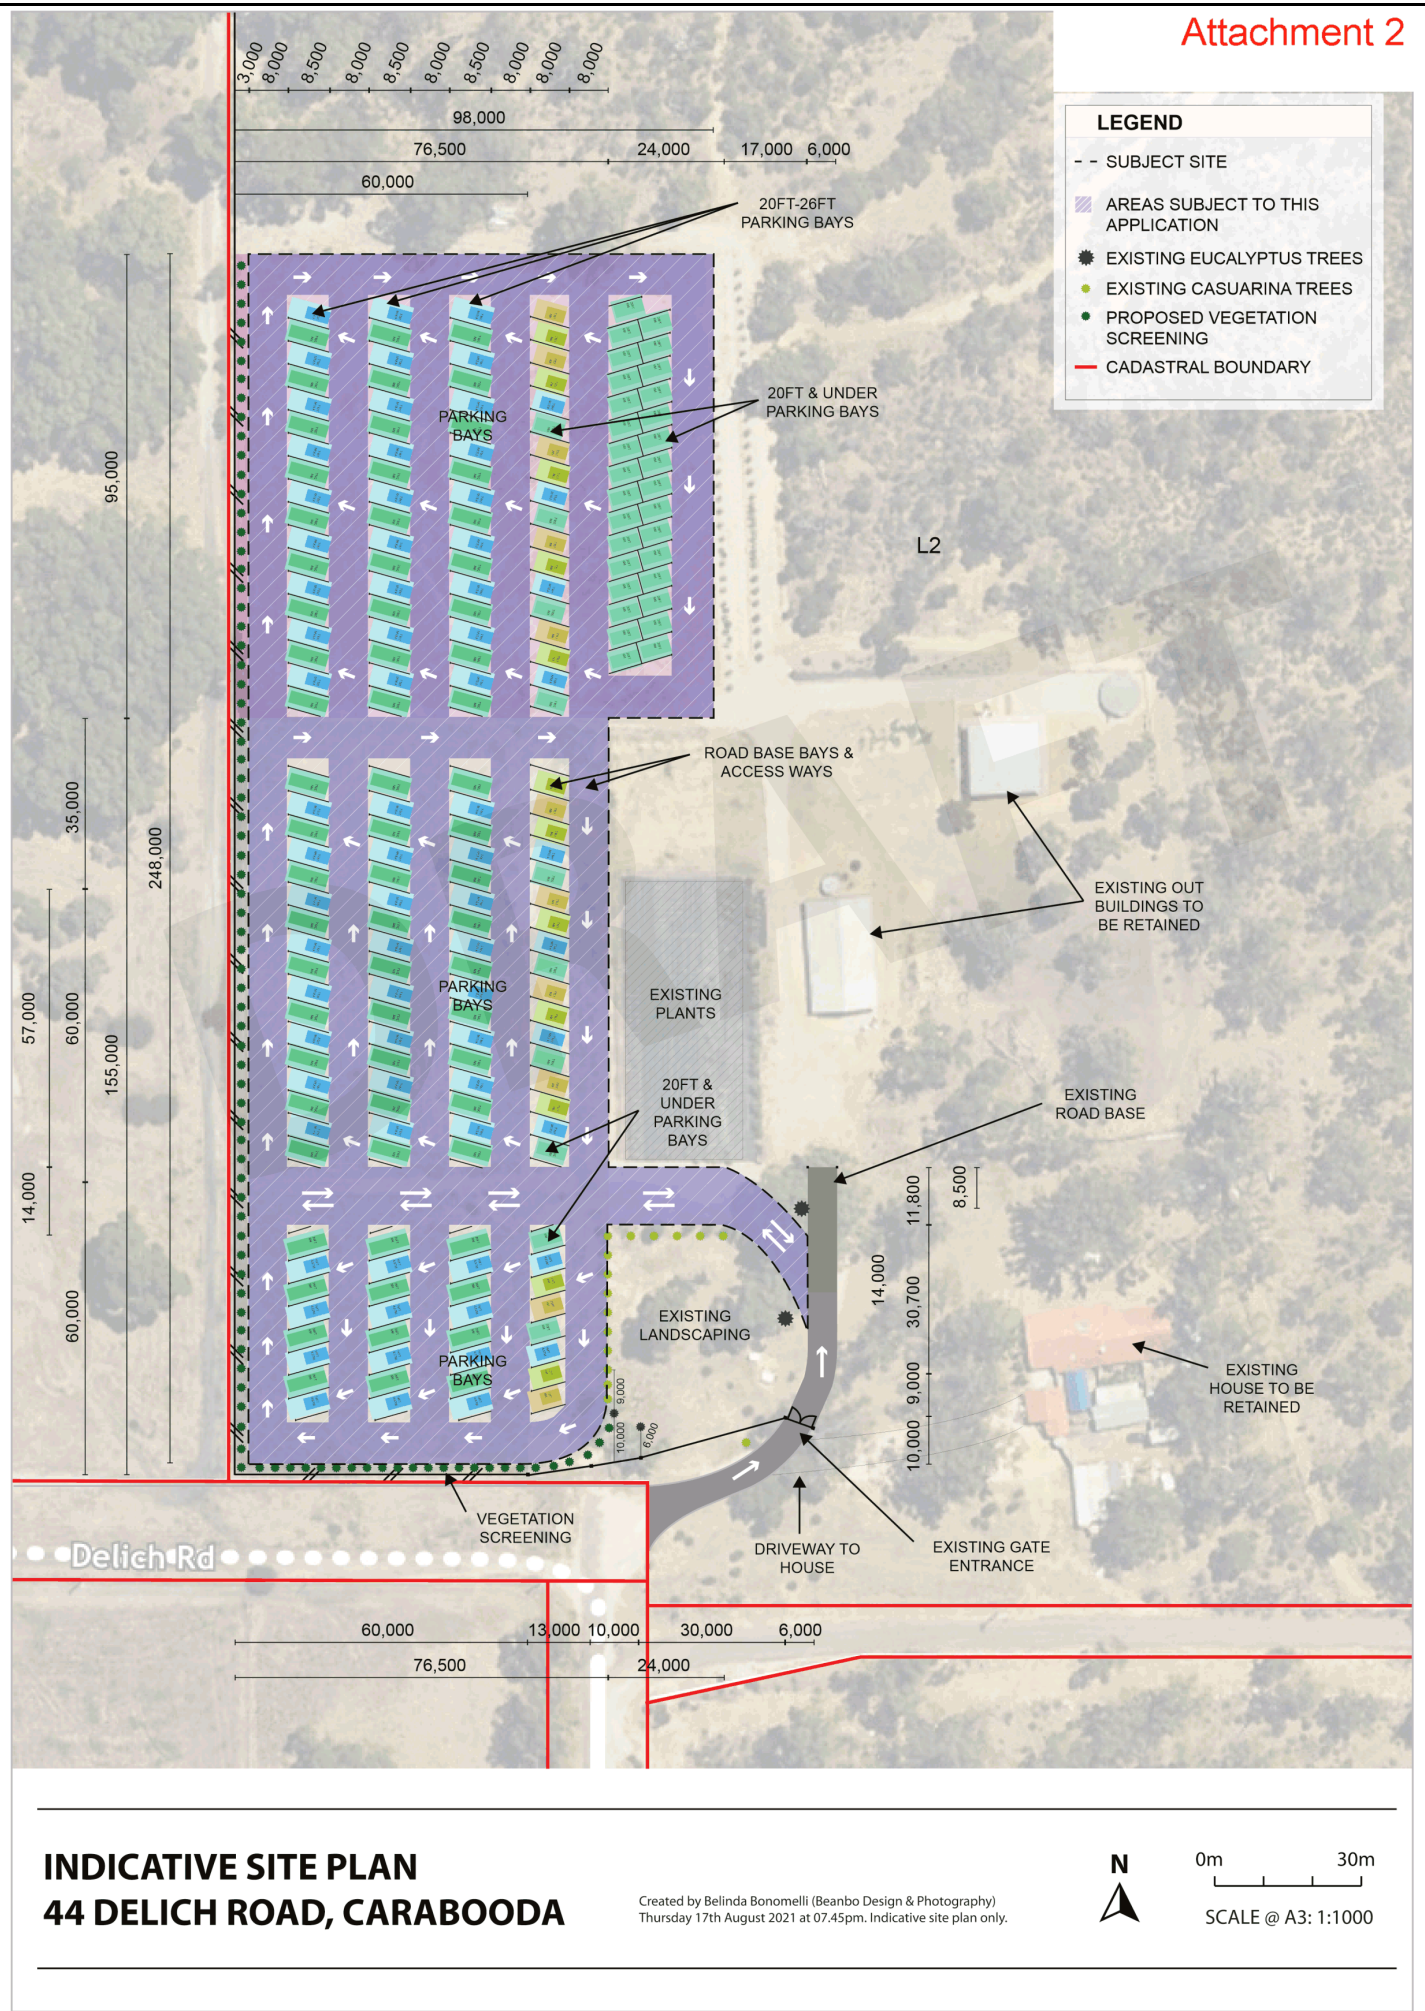 Attachment 2
3,000
8,000
8,500
8,000
8,500
8,000
8,500
8,000
8,000
8,000
98,000
76,500
24,000
17,000
6,000
60,000
LEGEND
SUBJECT SITE
AREAS SUBJECT TO THIS
APPLICATION
EXISTING EUCALYPTUS TREES
EXISTING CASUARINA TREES
PROPOSED VEGETATION
SCREENING
CADASTRAL BOUNDARY
20FT-26FT
PARKING BAYS
20FT & UNDER
PARKING BAYS
PARKING
BAYS
95,000
L2
ROAD BASE BAYS &
ACCESS WAYS
35,000
248,000
EXISTING OUT
BUILDINGS TO
BE RETAINED
PARKING
BAYS
EXISTING
PLANTS
57,000
60,000
155,000
20FT &
UNDER
PARKING
BAYS
EXISTING
ROAD BASE
14,000
11,800
8,500
14,000
30,700
60,000
EXISTING
LANDSCAPING
PARKING
BAYS
9,000
10,000
6,000
9,000
10,000
EXISTING
HOUSE TO BE
RETAINED
VEGETATION
SCREENING
DRIVEWAY TO
HOUSE
EXISTING GATE
ENTRANCE
Delich Rd
60,000
13,000
10,000
30,000
6,000
76,500
24,000
INDICATIVE SITE PLAN
44 DELICH ROAD, CARABOODA
Created by Belinda Bonomelli (Beanbo Design & Photography)
Thursday 17th August 2021 at 07.45pm. Indicative site plan only.
N
0m
30m
SCALE @ A3: 1:1000